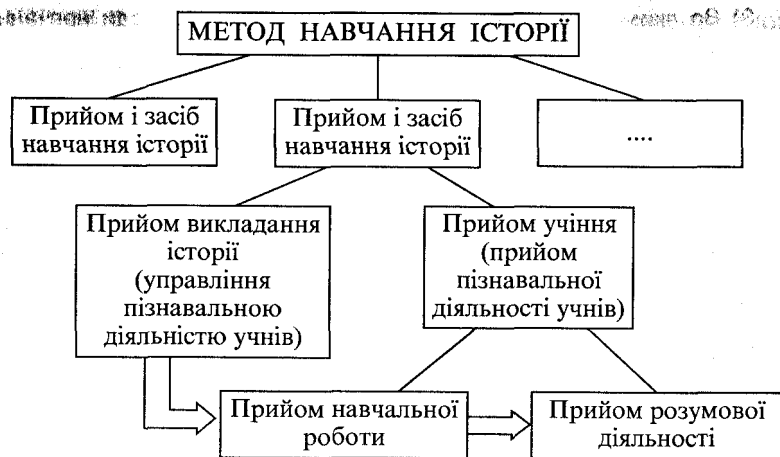 МЕТОД НАВЧАННЯ ІСТОРІЇ
Прийом і засіб
навчання історії
Прийом і засіб
навчання історії
....
Прийом викладання
історії
(управління
пізнавальною
діяльністю учнів)
Прийом учіння
(прийом
пізнавальної
діяльності учнів)
Прийом навчальної
роботи
Прийом розумової
діяльності